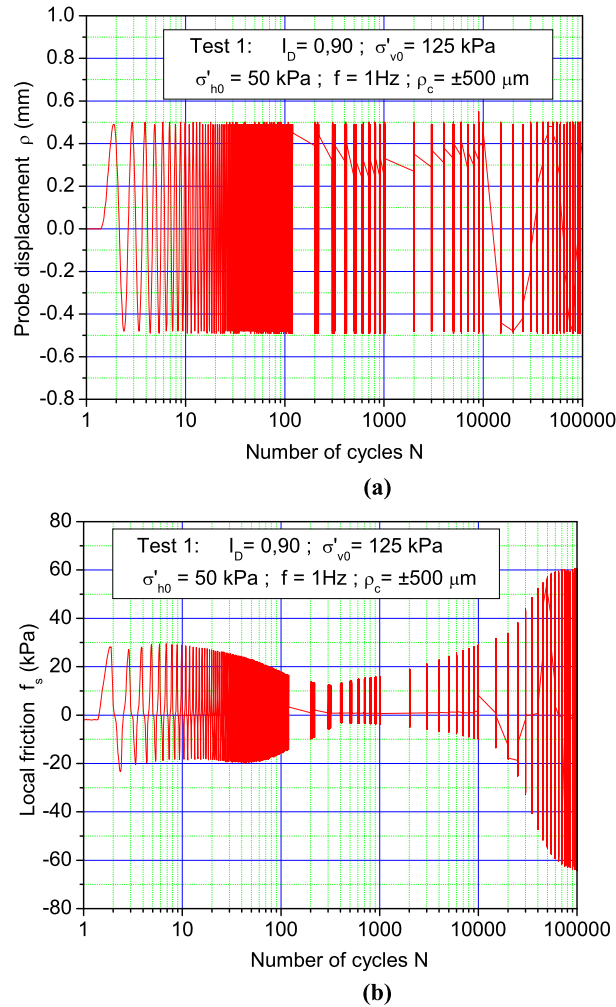 Test 1: I_D = 0,90 ; σ'_v0 = 125 kPa
σ'_h0 = 50 kPa ; f = 1Hz ; ρ_c = ±500 μm
Probe displacement ρ (mm)
1.0
0.8
0.6
0.4
0.2
0.0
-0.2
-0.4
-0.6
-0.8
1 10 100 1000 10000 100000
Number of cycles N
(a)
Test 1: I_D = 0,90 ; σ'_v0 = 125 kPa
σ'_h0 = 50 kPa ; f = 1Hz ; ρ_c = ±500 μm
Local friction f_s (kPa)
80
60
40
20
0
-20
-40
-60
-80
1 10 100 1000 10000 100000
Number of cycles N
(b)